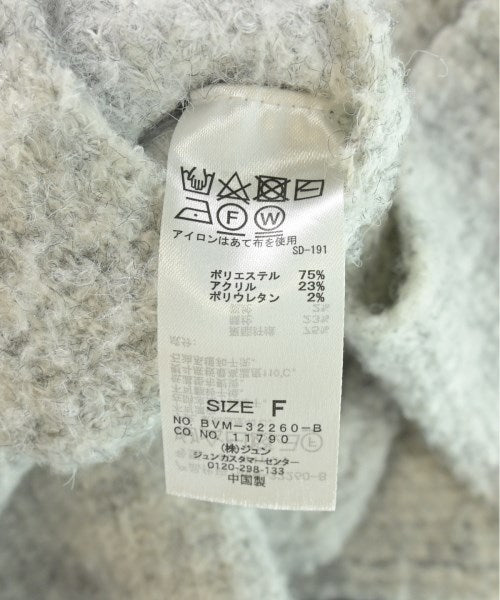 F W
アイロンはあて布を使用
SD-191
ポリエステル 75%
アクリル 23%
ポリウレタン 2%
SIZE F
NO. BVM-32260-B
CO. NO. 11790
(株)ジュン
ジュンカスタマーセンター
0120-298-133
中国製